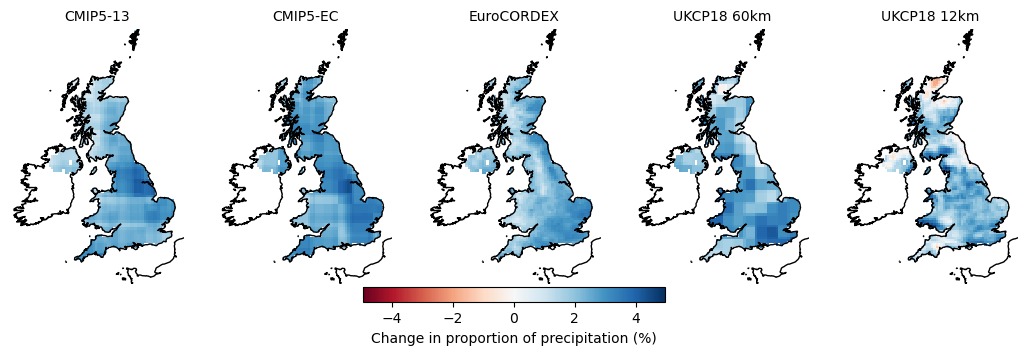 CMIP5-13
CMIP5-EC
EuroCORDEX
UKCP18 60km
UKCP18 12km
−4 −2 0 2 4
Change in proportion of precipitation (%)